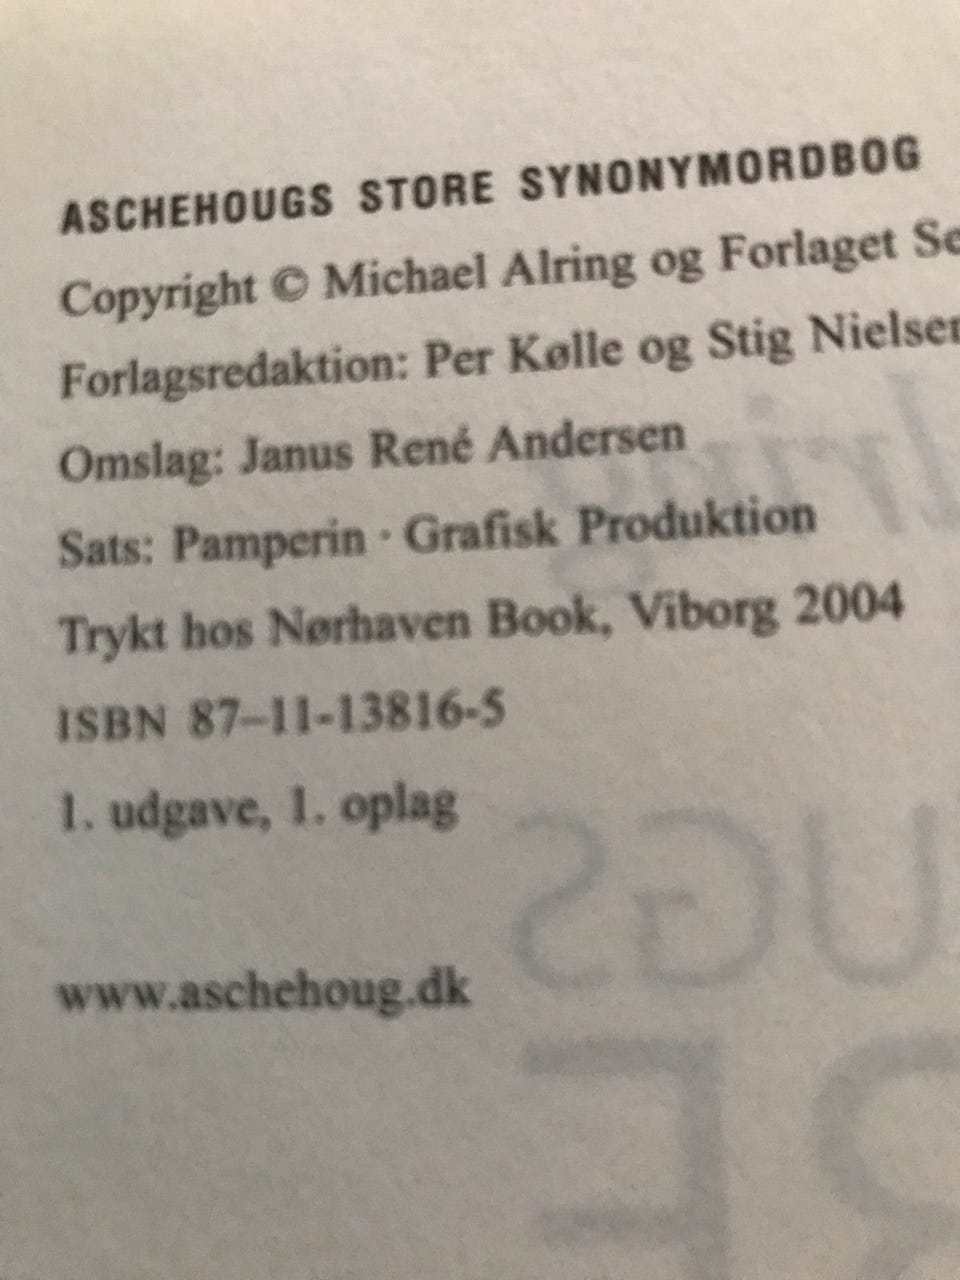 ASCHEHOUGS STORE SYNONYMORDBOG
Copyright © Michael Alring og Forlaget Se
Forlagsredaktion: Per Kølle og Stig Nielsen
Omslag: Janus René Andersen
Sats: Pamperin · Grafisk Produktion
Trykt hos Nørhaven Book, Viborg 2004
ISBN 87–11-13816-5
1. udgave, 1. oplag
www.aschehoug.dk